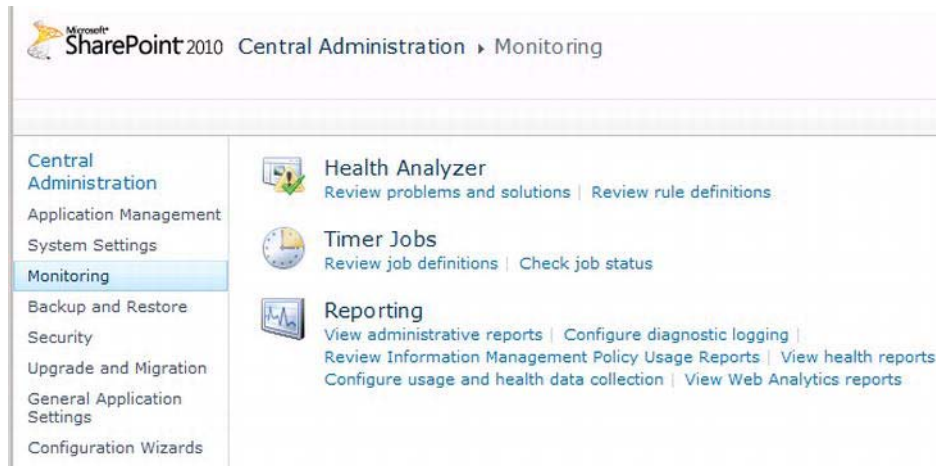 Microsoft®
SharePoint 2010 Central Administration ▸ Monitoring
Central
Administration
Application Management
System Settings
Monitoring
Backup and Restore
Security
Upgrade and Migration
General Application
Settings
Configuration Wizards
Health Analyzer
Review problems and solutions | Review rule definitions
Timer Jobs
Review job definitions | Check job status
Reporting
View administrative reports | Configure diagnostic logging |
Review Information Management Policy Usage Reports | View health reports
Configure usage and health data collection | View Web Analytics reports